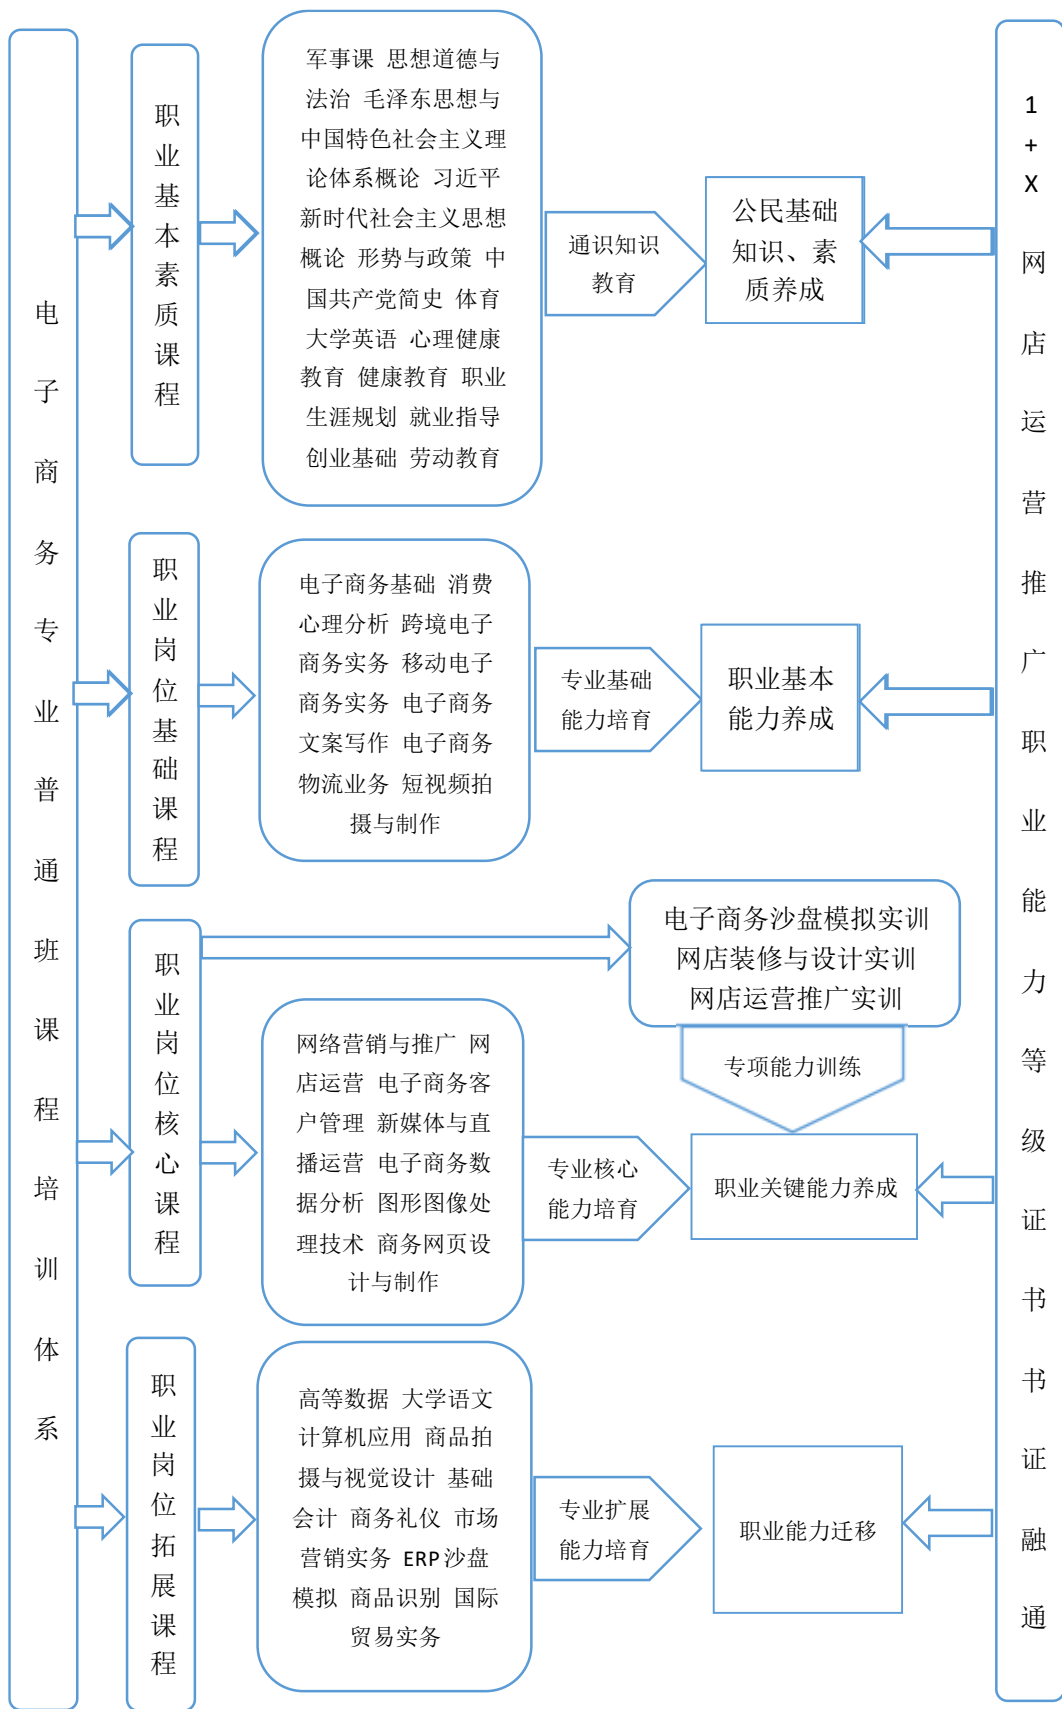 电子商务专业普通班课程培训体系
职业基本素质课程
军事课 思想道德与
法治 毛泽东思想与
中国特色社会主义理
论体系概论 习近平
新时代社会主义思想
概论 形势与政策 中
国共产党简史 体育
大学英语 心理健康
教育 健康教育 职业
生涯规划 就业指导
创业基础 劳动教育
通识知识
教育
公民基础
知识、素
质养成
职业岗位基础课程
电子商务基础 消费
心理分析 跨境电子
商务实务 移动电子
商务实务 电子商务
文案写作 电子商务
物流业务 短视频拍
摄与制作
专业基础
能力培育
职业基本
能力养成
职业岗位核心课程
电子商务沙盘模拟实训
网店装修与设计实训
网店运营推广实训
专项能力训练
网络营销与推广 网
店运营 电子商务客
户管理 新媒体与直
播运营 电子商务数
据分析 图形图像处
理技术 商务网页设
计与制作
专业核心
能力培育
职业关键能力养成
职业岗位拓展课程
高等数据 大学语文
计算机应用 商品拍
摄与视觉设计 基础
会计 商务礼仪 市场
营销实务 ERP 沙盘
模拟 商品识别 国际
贸易实务
专业扩展
能力培育
职业能力迁移
1+X 网店运营推广职业能力等级证书书证融通